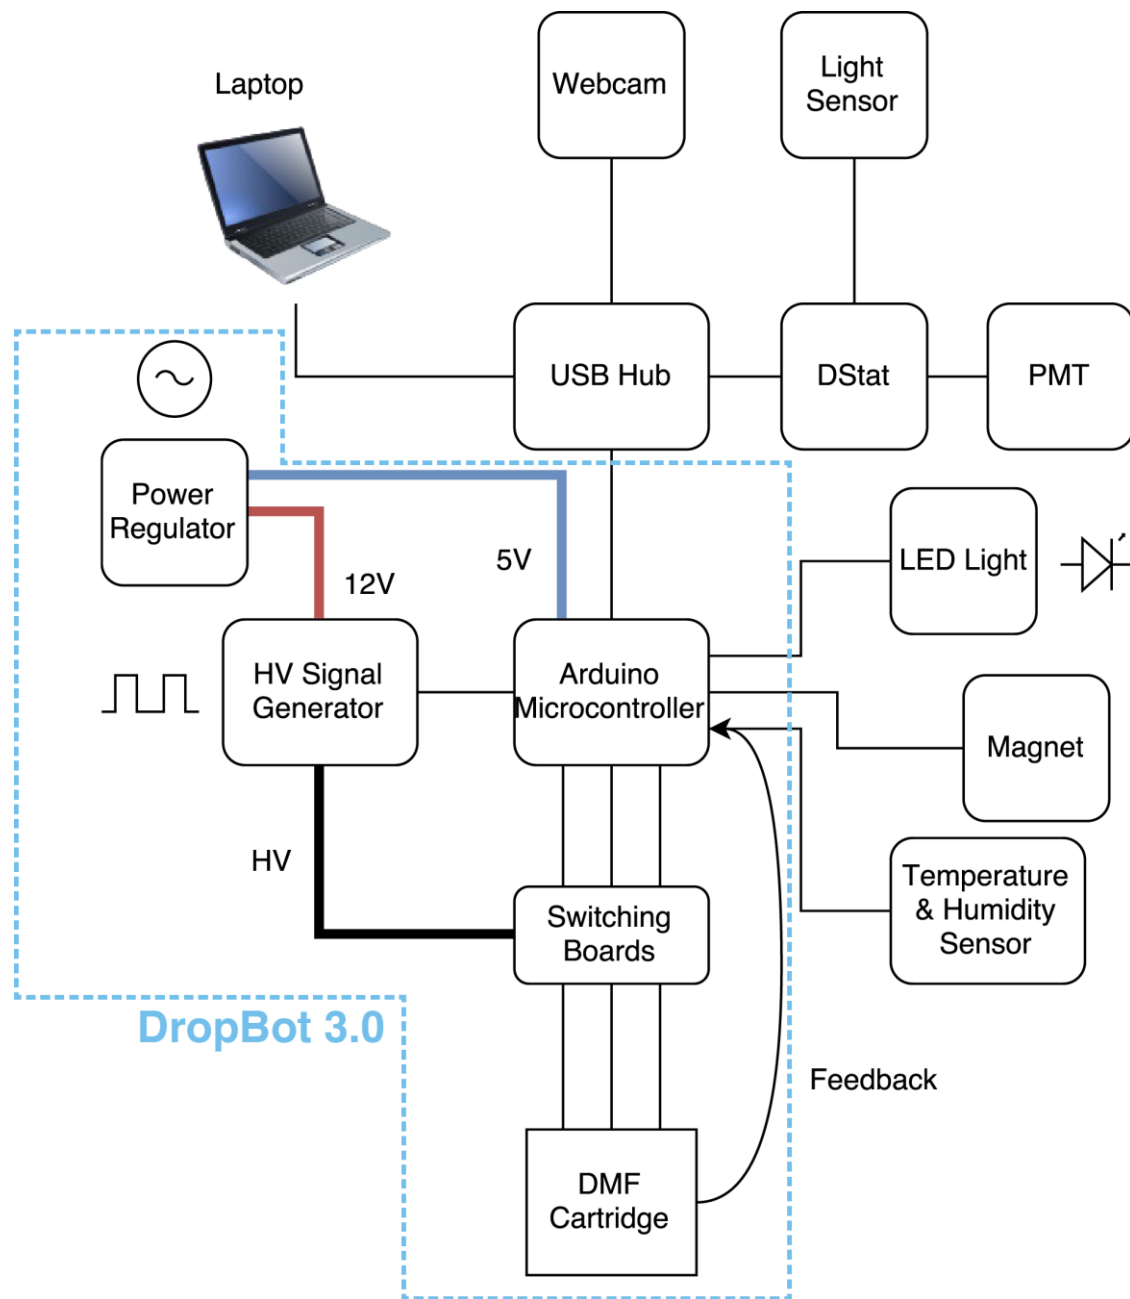 Laptop
Webcam
Light
Sensor
USB Hub
DStat
PMT
Power
Regulator
5V
12V
LED Light
HV Signal
Generator
Arduino
Microcontroller
Magnet
HV
Switching
Boards
Temperature
& Humidity
Sensor
DropBot 3.0
Feedback
DMF
Cartridge